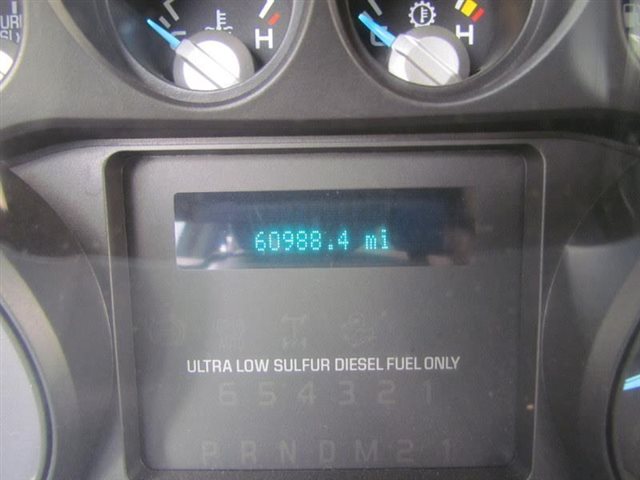 H
C
H
60988.4 mi
ULTRA LOW SULFUR DIESEL FUEL ONLY
6 5 4 3 2 1
P R N D M 2 1